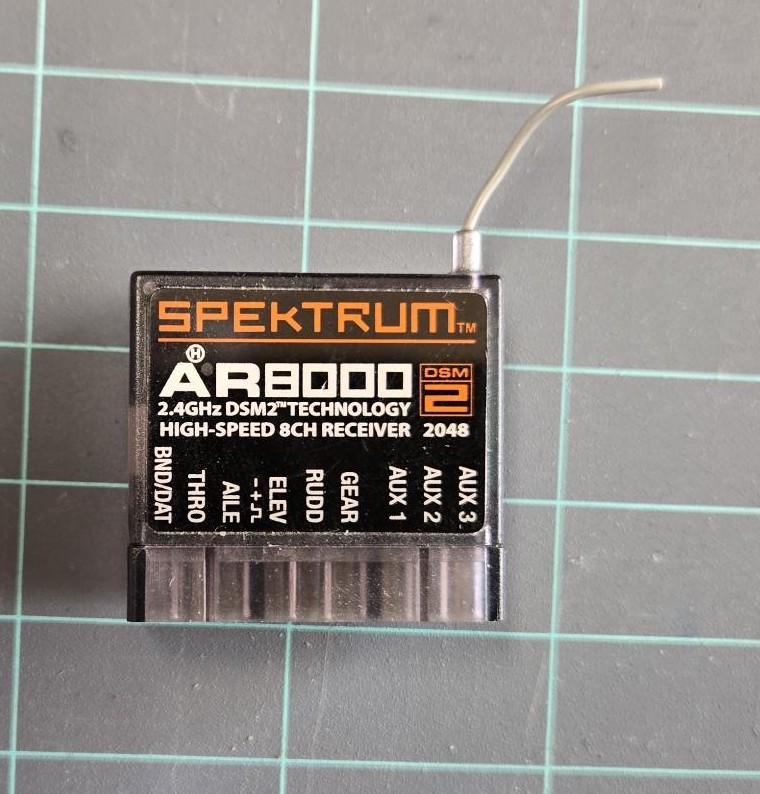 SPEKTRUM™
H
AR8000 DSM
2.4GHz DSM2™ TECHNOLOGY 2
HIGH-SPEED 8CH RECEIVER 2048
BND/DAT THRO AILE - + ELEV RUDD GEAR AUX 1 AUX 2 AUX 3